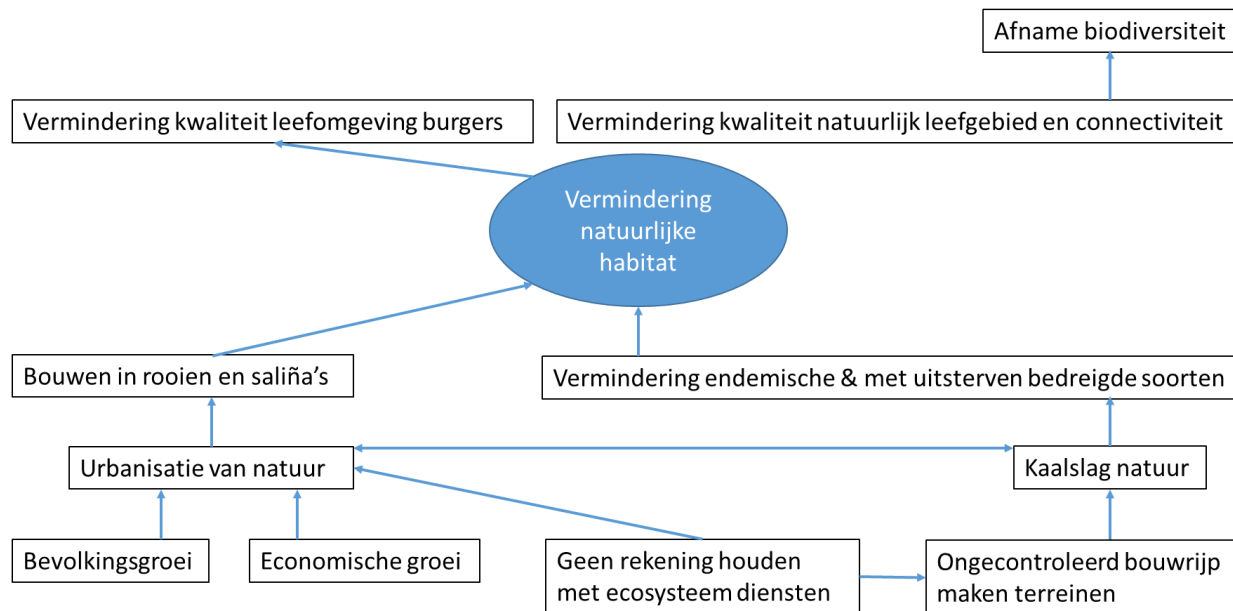 Afname biodiversiteit
Vermindering kwaliteit leefomgeving burgers
Vermindering kwaliteit natuurlijk leefgebied en connectiviteit
Vermindering
natuurlijke
habitat
Bouwen in rooien en saliña's
Vermindering endemische & met uitsterven bedreigde soorten
Urbanisatie van natuur
Kaalslag natuur
Bevolkingsgroei
Economische groei
Geen rekening houden
met ecosysteem diensten
Ongecontroleerd bouwrijp
maken terreinen